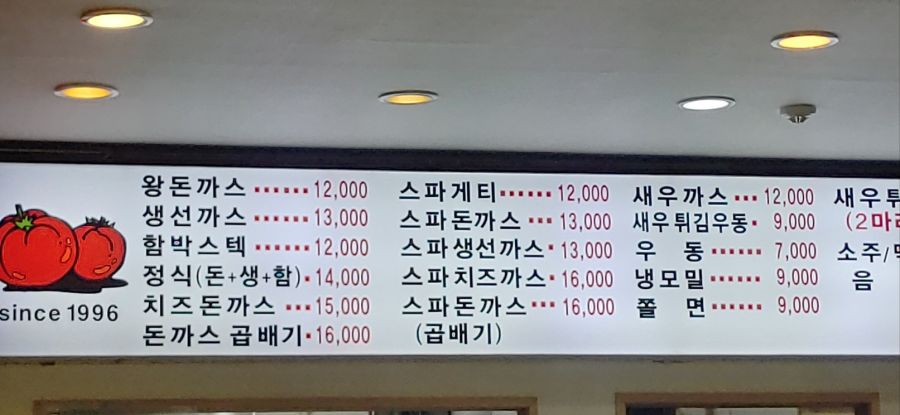 since 1996
왕돈까스 ...... 12,000
생선까스 ...... 13,000
함박스텍 ...... 12,000
정식(돈+생+함). 14,000
치즈돈까스 ... 15,000
돈까스 곱배기. 16,000
스파게티 ...... 12,000
스파돈까스 ... 13,000
스파생선까스. 13,000
스파치즈까스. 16,000
스파돈까스 ... 16,000
(곱배기)
새우까스 ... 12,000
새우튀김우동. 9,000
우 동 ...... 7,000
냉모밀 ...... 9,000
쫄 면 ...... 9,000
새우튀
(2마리
소주/
음